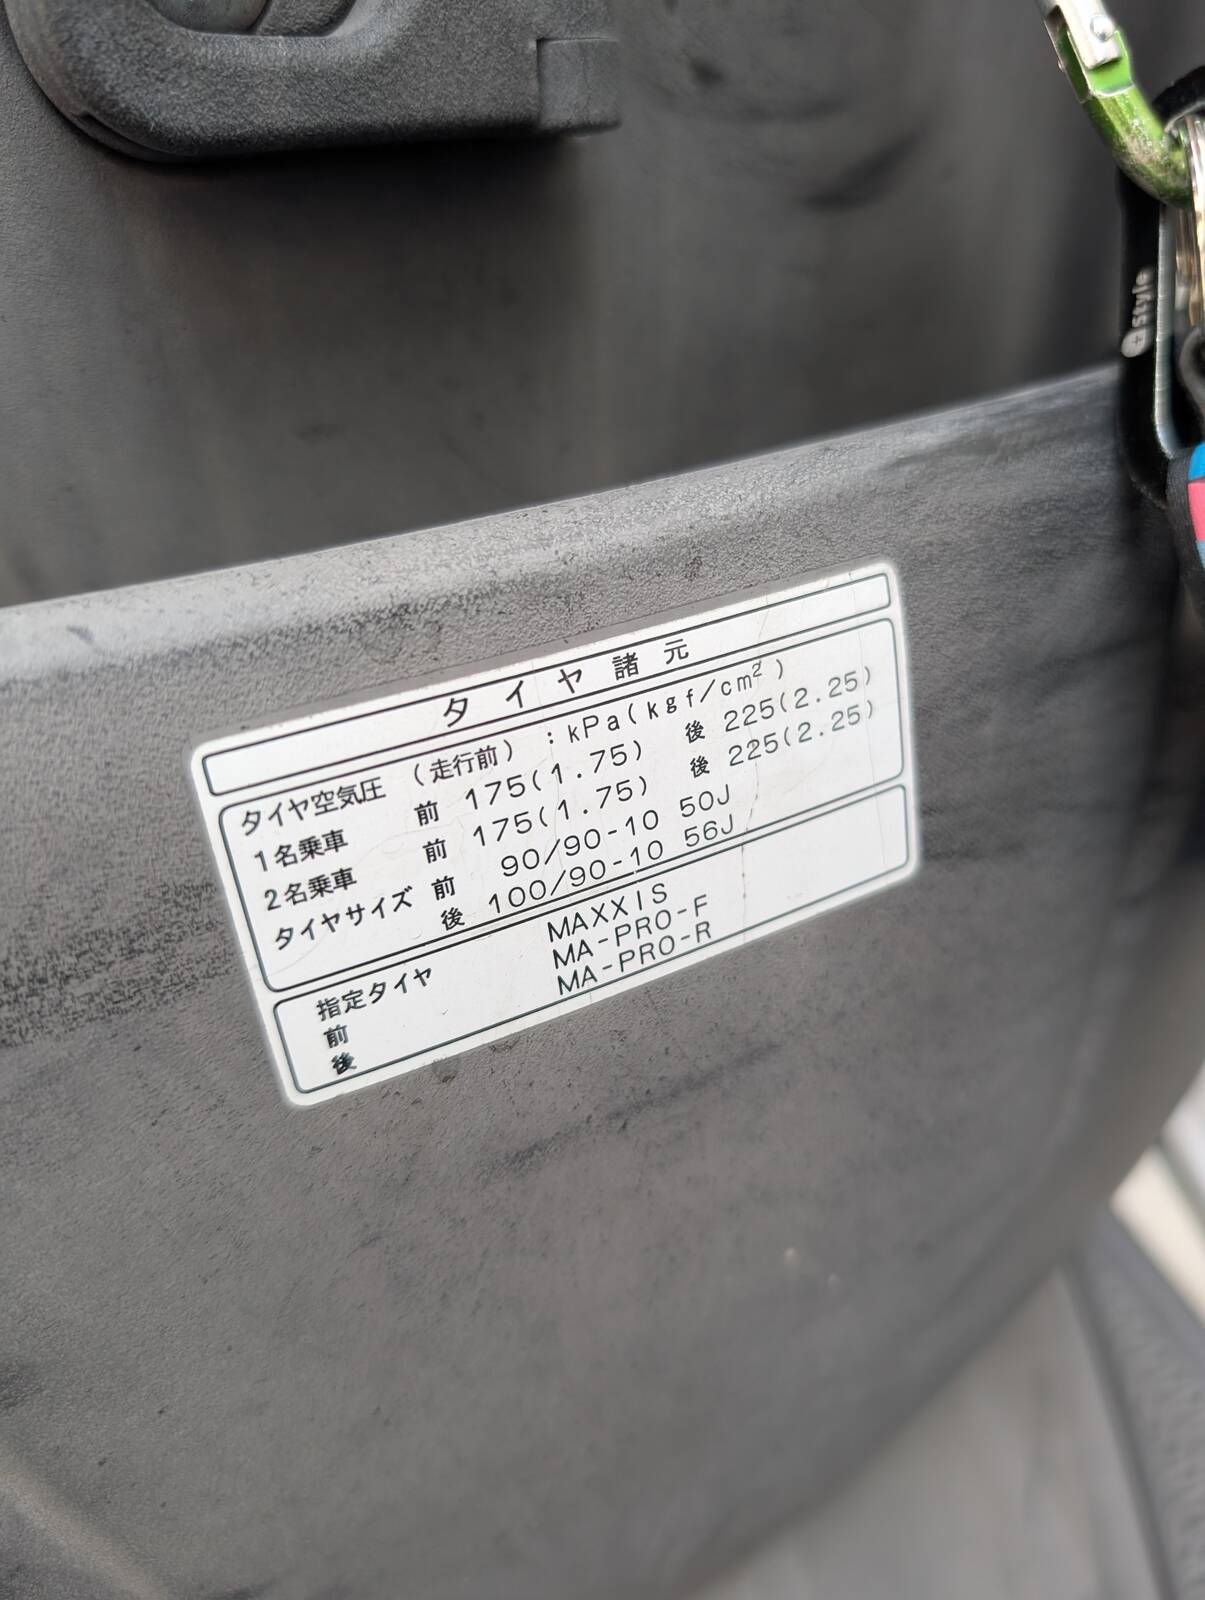 +style
タイヤ諸元
タイヤ空気圧 (走行前) : kPa(kgf/cm²)
1名乗車 前 175(1.75) 後 225(2.25)
2名乗車 前 175(1.75) 後 225(2.25)
タイヤサイズ 前 90/90-10 50J
後 100/90-10 56J
指定タイヤ MAXXIS
前 MA-PRO-F
後 MA-PRO-R